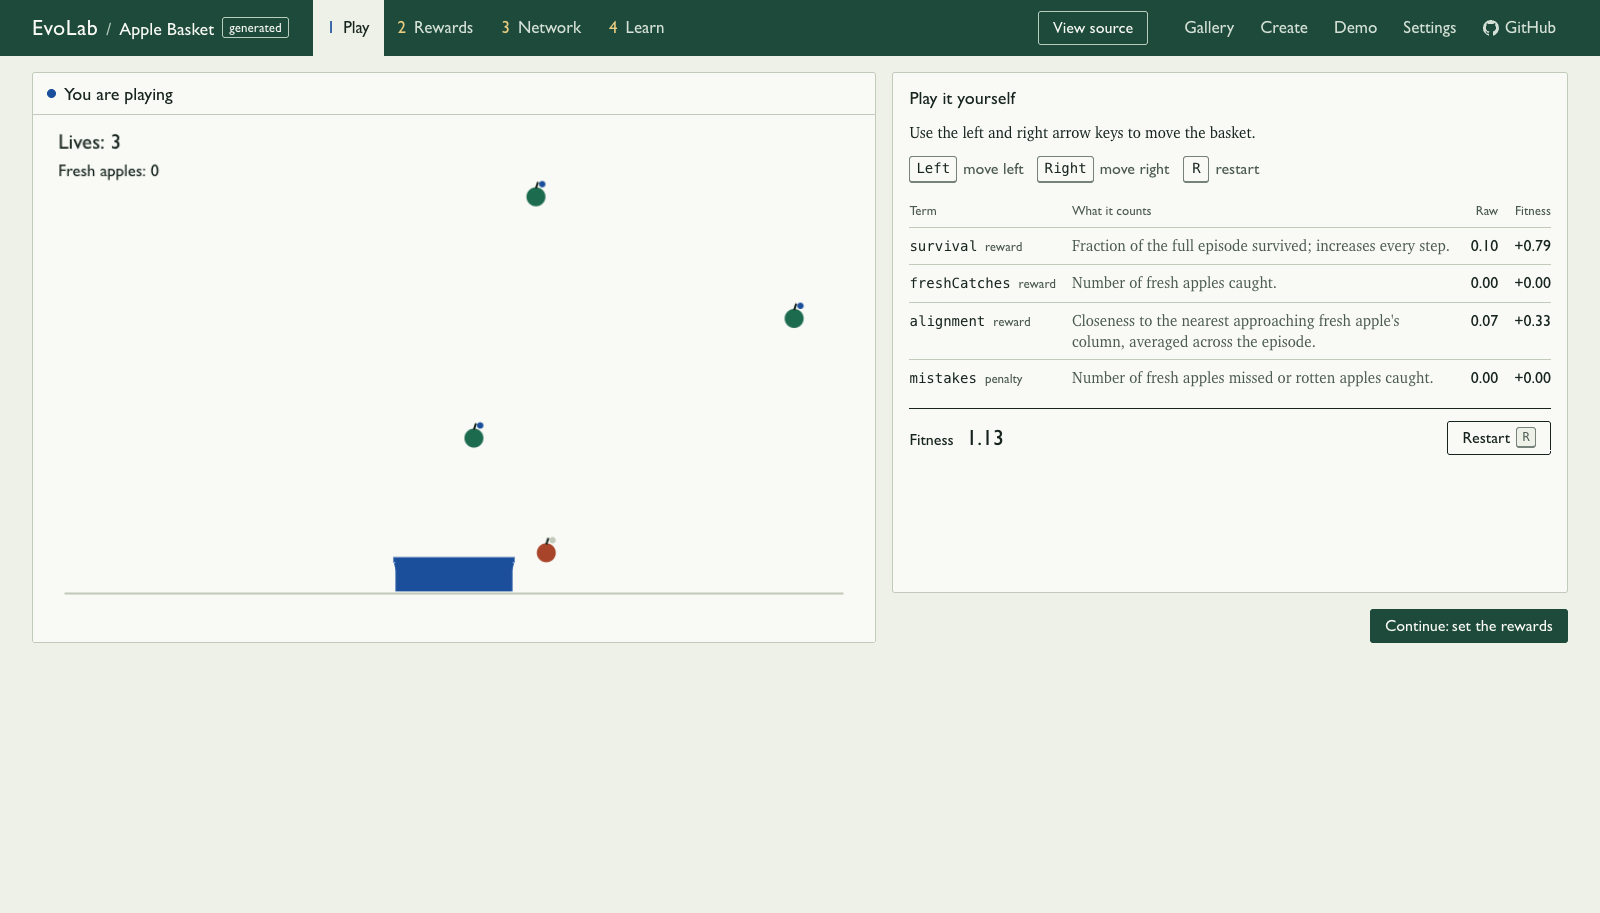 EvoLab / Apple Basket generated 1 Play 2 Rewards 3 Network 4 Learn View source Gallery Create Demo Settings GitHub
You are playing
Lives: 3
Fresh apples: 0
Play it yourself
Use the left and right arrow keys to move the basket.
Left move left Right move right R restart
Term What it counts Raw Fitness
survival reward Fraction of the full episode survived; increases every step. 0.10 +0.79
freshCatches reward Number of fresh apples caught. 0.00 +0.00
alignment reward Closeness to the nearest approaching fresh apple's 0.07 +0.33
column, averaged across the episode.
mistakes penalty Number of fresh apples missed or rotten apples caught. 0.00 +0.00
Fitness 1.13 Restart R
Continue: set the rewards